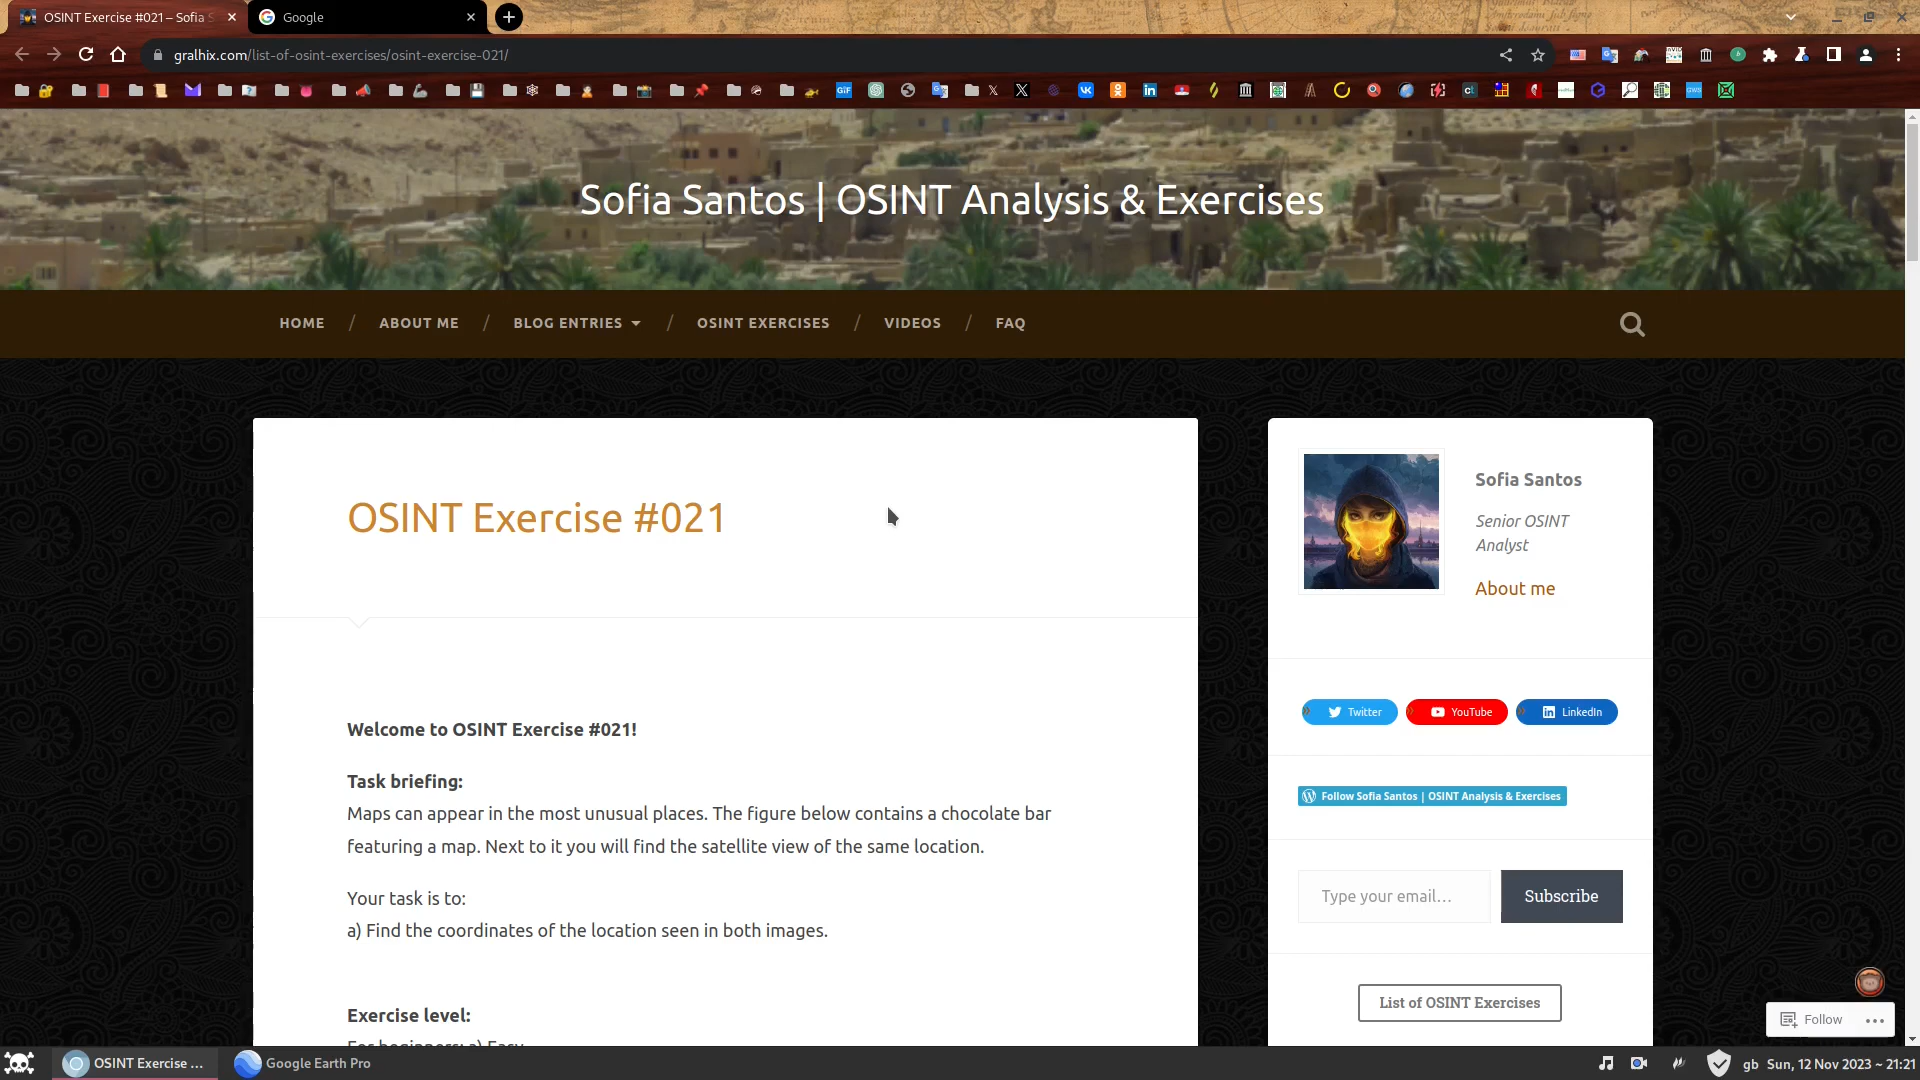 OSINT Exercise #021 – Sofia S
Google
gralhix.com/list-of-osint-exercises/osint-exercise-021/
Sofia Santos | OSINT Analysis & Exercises
HOME / ABOUT ME / BLOG ENTRIES / OSINT EXERCISES / VIDEOS / FAQ
OSINT Exercise #021
Sofia Santos
Senior OSINT
Analyst
About me
Twitter
YouTube
LinkedIn
Welcome to OSINT Exercise #021!
Task briefing:
Maps can appear in the most unusual places. The figure below contains a chocolate bar
featuring a map. Next to it you will find the satellite view of the same location.
Your task is to:
a) Find the coordinates of the location seen in both images.
Exercise level:
For beginners: a) Easy
Follow Sofia Santos | OSINT Analysis & Exercises
Type your email…
Subscribe
List of OSINT Exercises
Follow
OSINT Exercise ...
Google Earth Pro
gb
Sun, 12 Nov 2023 ~ 21:21